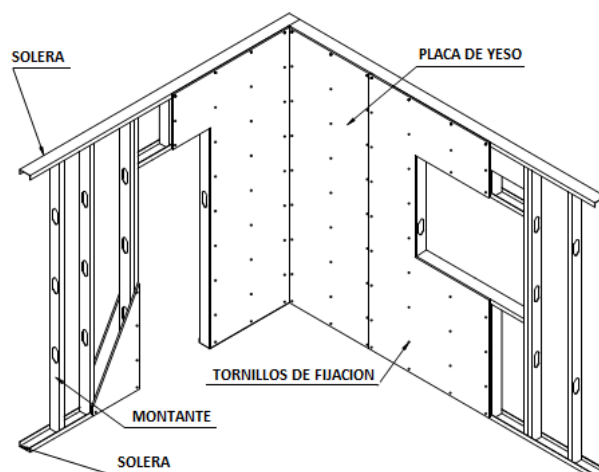 SOLERA
PLACA DE YESO
TORNILLOS DE FIJACION
MONTANTE
SOLERA